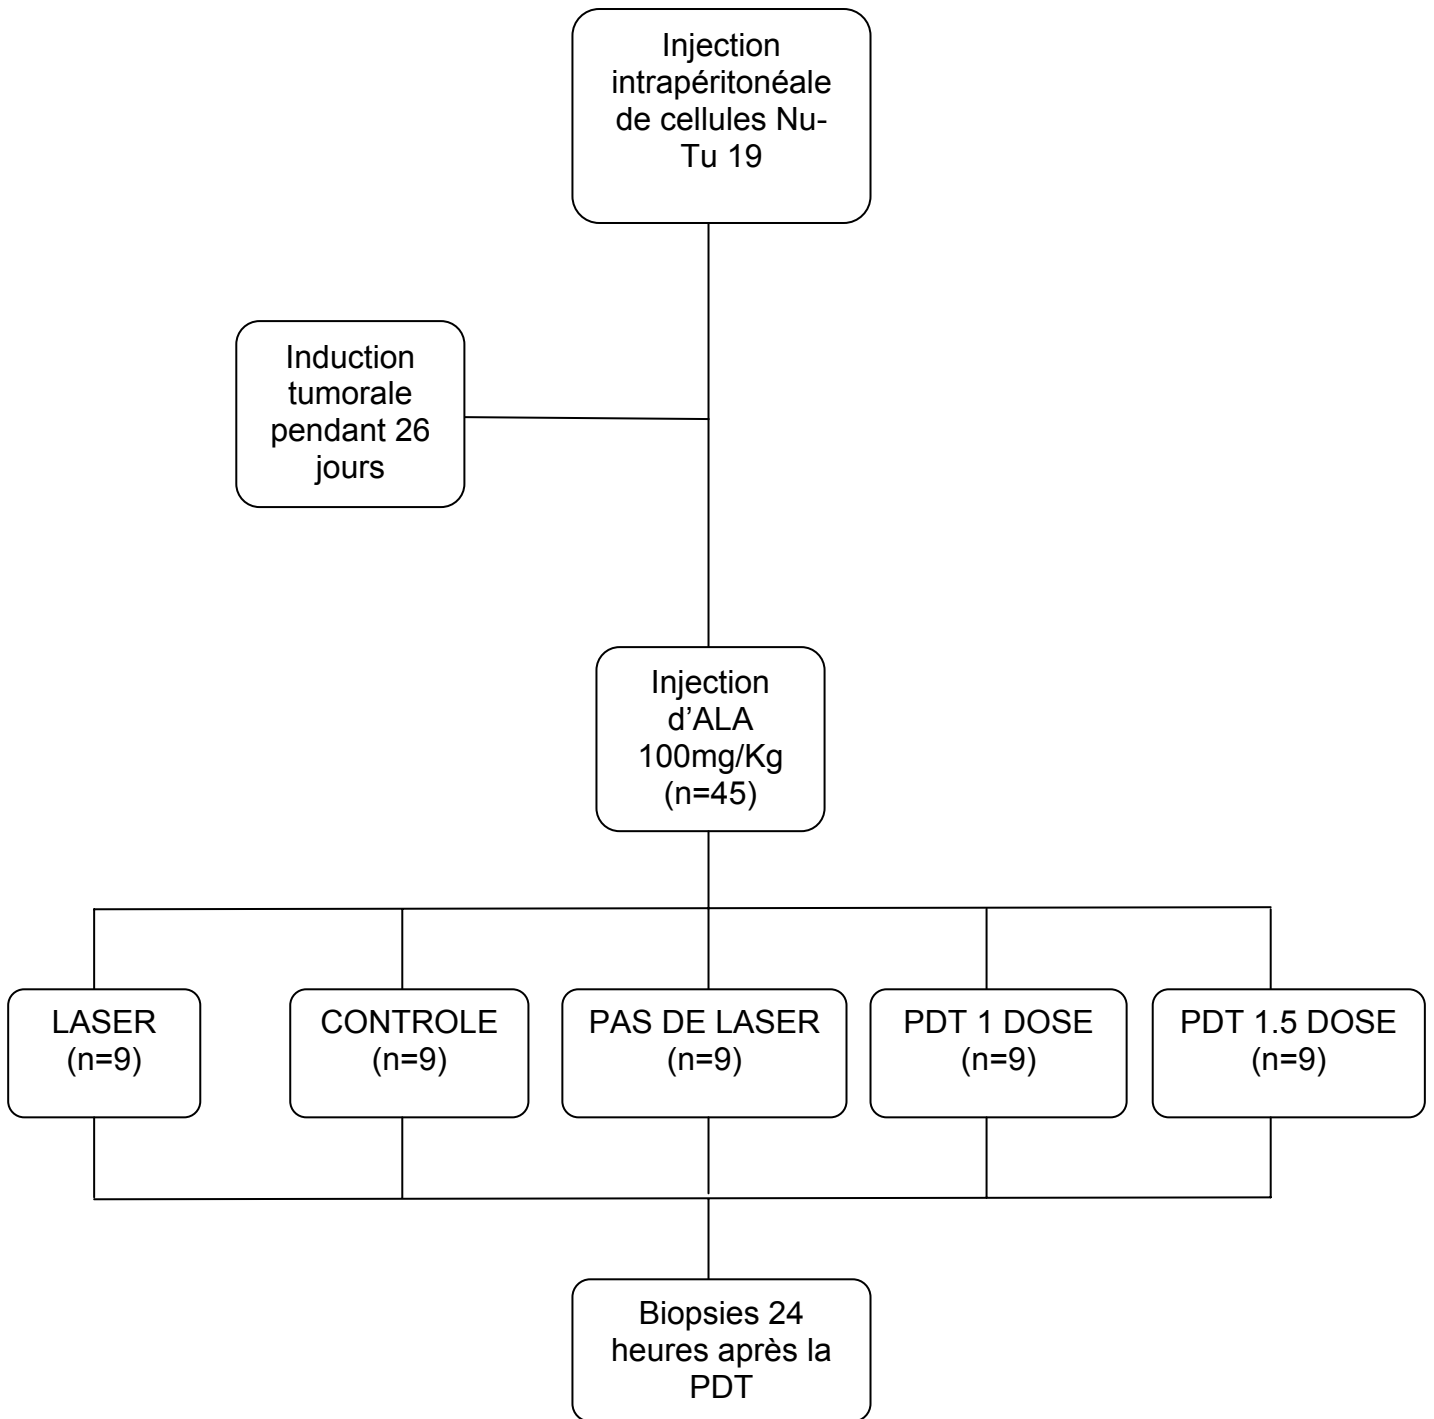 Injection
intrapéritonéale
de cellules Nu-
Tu 19
Induction
tumorale
pendant 26
jours
Injection
d’ALA
100mg/Kg
(n=45)
LASER
(n=9)
CONTROLE
(n=9)
PAS DE LASER
(n=9)
PDT 1 DOSE
(n=9)
PDT 1.5 DOSE
(n=9)
Biopsies 24
heures après la
PDT